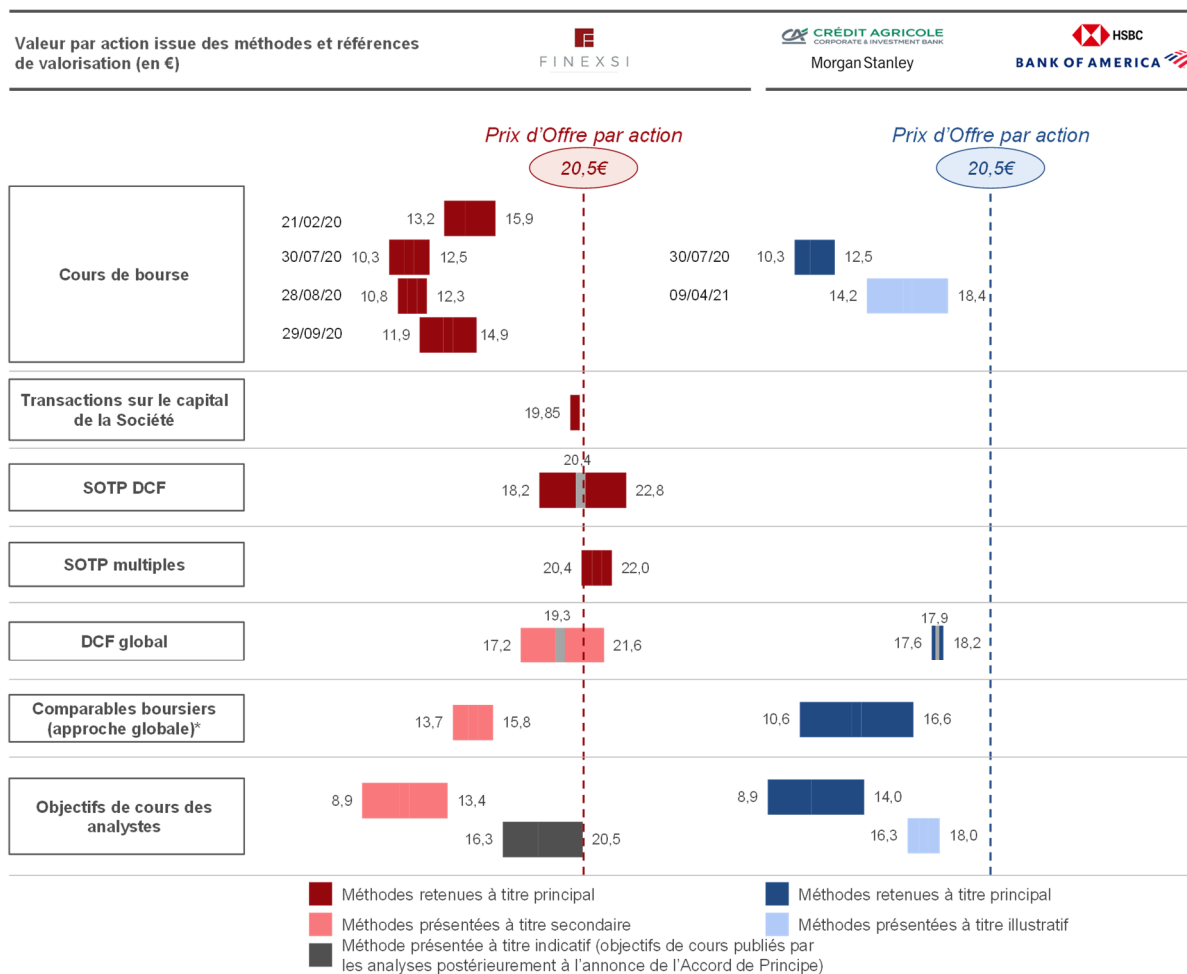 Valeur par action issue des méthodes et références
de valorisation (en €)
FINEXSI
CRÉDIT AGRICOLE
CORPORATE & INVESTMENT BANK
Morgan Stanley
HSBC
BANK OF AMERICA
Prix d'Offre par action
20,5€
Prix d'Offre par action
20,5€
Cours de bourse
21/02/20 13,2 15,9
30/07/20 10,3 12,5
28/08/20 10,8 12,3
29/09/20 11,9 14,9
30/07/20 10,3 12,5
09/04/21 14,2 18,4
Transactions sur le capital
de la Société
19,85
SOTP DCF
20,4
18,2 22,8
SOTP multiples
20,4 22,0
DCF global
19,3
17,2 21,6
17,9
17,6 18,2
Comparables boursiers
(approche globale)*
13,7 15,8
10,6 16,6
Objectifs de cours des
analystes
8,9 13,4
16,3 20,5
8,9 14,0
16,3 18,0
Méthodes retenues à titre principal
Méthodes présentées à titre secondaire
Méthode présentée à titre indicatif (objectifs de cours publiés par
les analyses postérieurement à l'annonce de l'Accord de Principe)
Méthodes retenues à titre principal
Méthodes présentées à titre illustratif